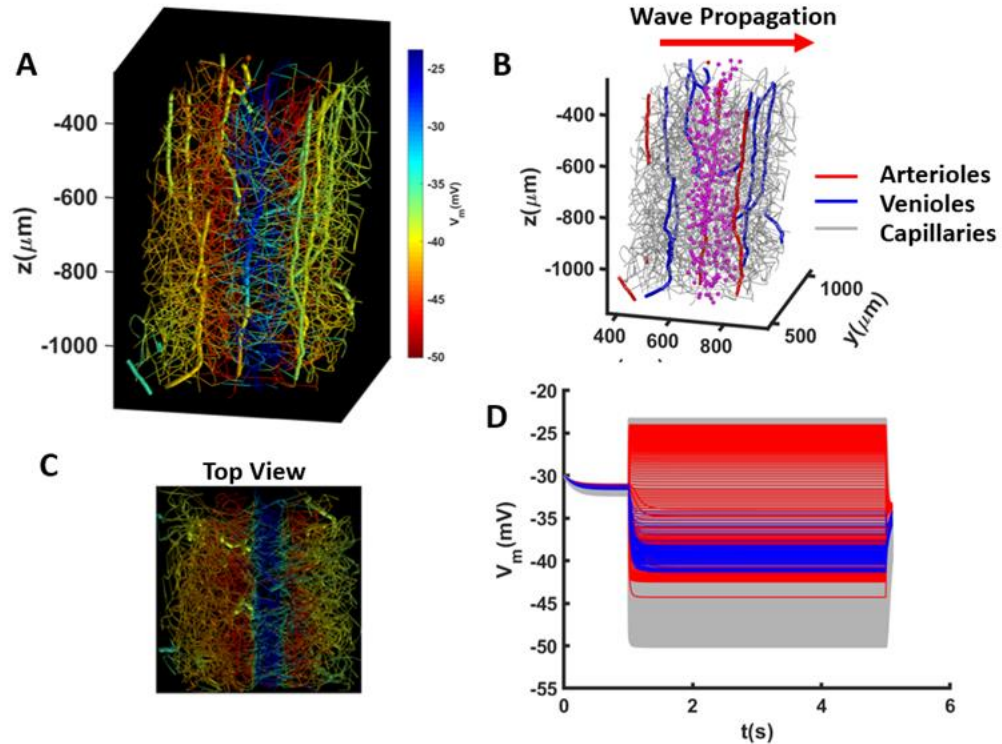 A
z(μm)
-400
-600
-800
-1000
-25
-30
-35
-40
-45
-50
V_m(mV)
Wave Propagation
B
z(μm)
-400
-600
-800
-1000
400
600
800
500
1000
y(μm)
Arterioles
Venioles
Capillaries
C
Top View
D
V_m(mV)
-20
-25
-30
-35
-40
-45
-50
-55
0
2
4
6
t(s)